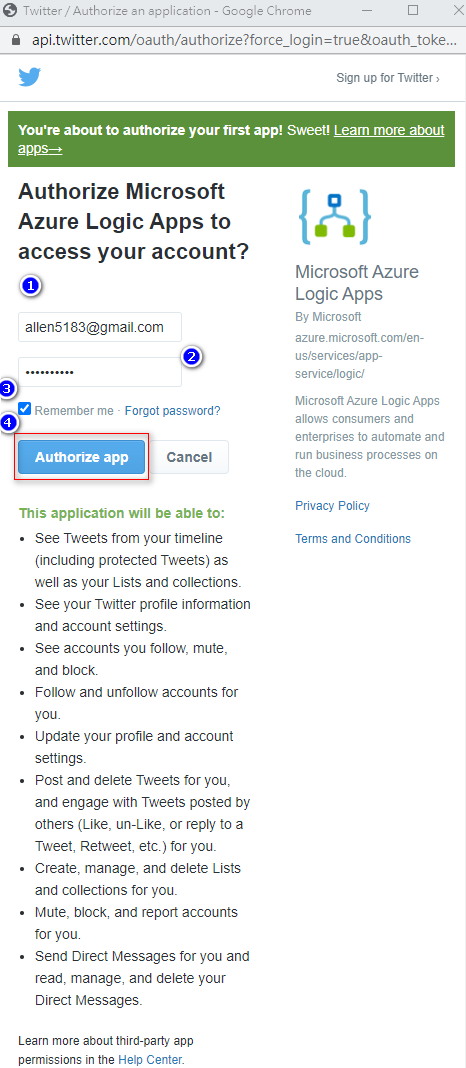 Twitter / Authorize an application - Google Chrome
api.twitter.com/oauth/authorize?force_login=true&oauth_toke...
Sign up for Twitter ›
You're about to authorize your first app! Sweet! Learn more about
apps→
Authorize Microsoft
Azure Logic Apps to
access your account?
1
allen5183@gmail.com
2
••••••••••
3
Remember me · Forgot password?
4
Authorize app
Cancel
This application will be able to:
• See Tweets from your timeline
(including protected Tweets) as
well as your Lists and collections.
• See your Twitter profile information
and account settings.
• See accounts you follow, mute,
and block.
• Follow and unfollow accounts for
you.
• Update your profile and account
settings.
• Post and delete Tweets for you,
and engage with Tweets posted by
others (Like, un-Like, or reply to a
Tweet, Retweet, etc.) for you.
• Create, manage, and delete Lists
and collections for you.
• Mute, block, and report accounts
for you.
• Send Direct Messages for you and
read, manage, and delete your
Direct Messages.
Learn more about third-party app
permissions in the Help Center.
Microsoft Azure
Logic Apps
By Microsoft
azure.microsoft.com/en-
us/services/app-
service/logic/
Microsoft Azure Logic Apps
allows consumers and
enterprises to automate and
run business processes on
the cloud.
Privacy Policy
Terms and Conditions